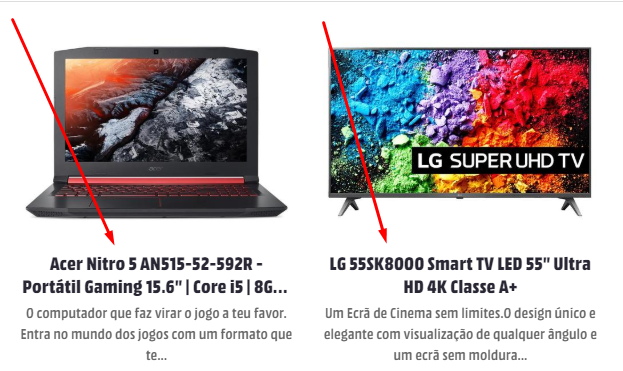 acer
LG SUPER UHD TV
Acer Nitro 5 AN515-52-592R -
Portátil Gaming 15.6" | Core i5 | 8G...
O computador que faz virar o jogo a teu favor.
Entra no mundo dos jogos com um formato que
te...
LG 55SK8000 Smart TV LED 55" Ultra
HD 4K Classe A+
Um Ecrã de Cinema sem limites.O design único e
elegante com visualização de qualquer ângulo e
um ecrã sem moldura...